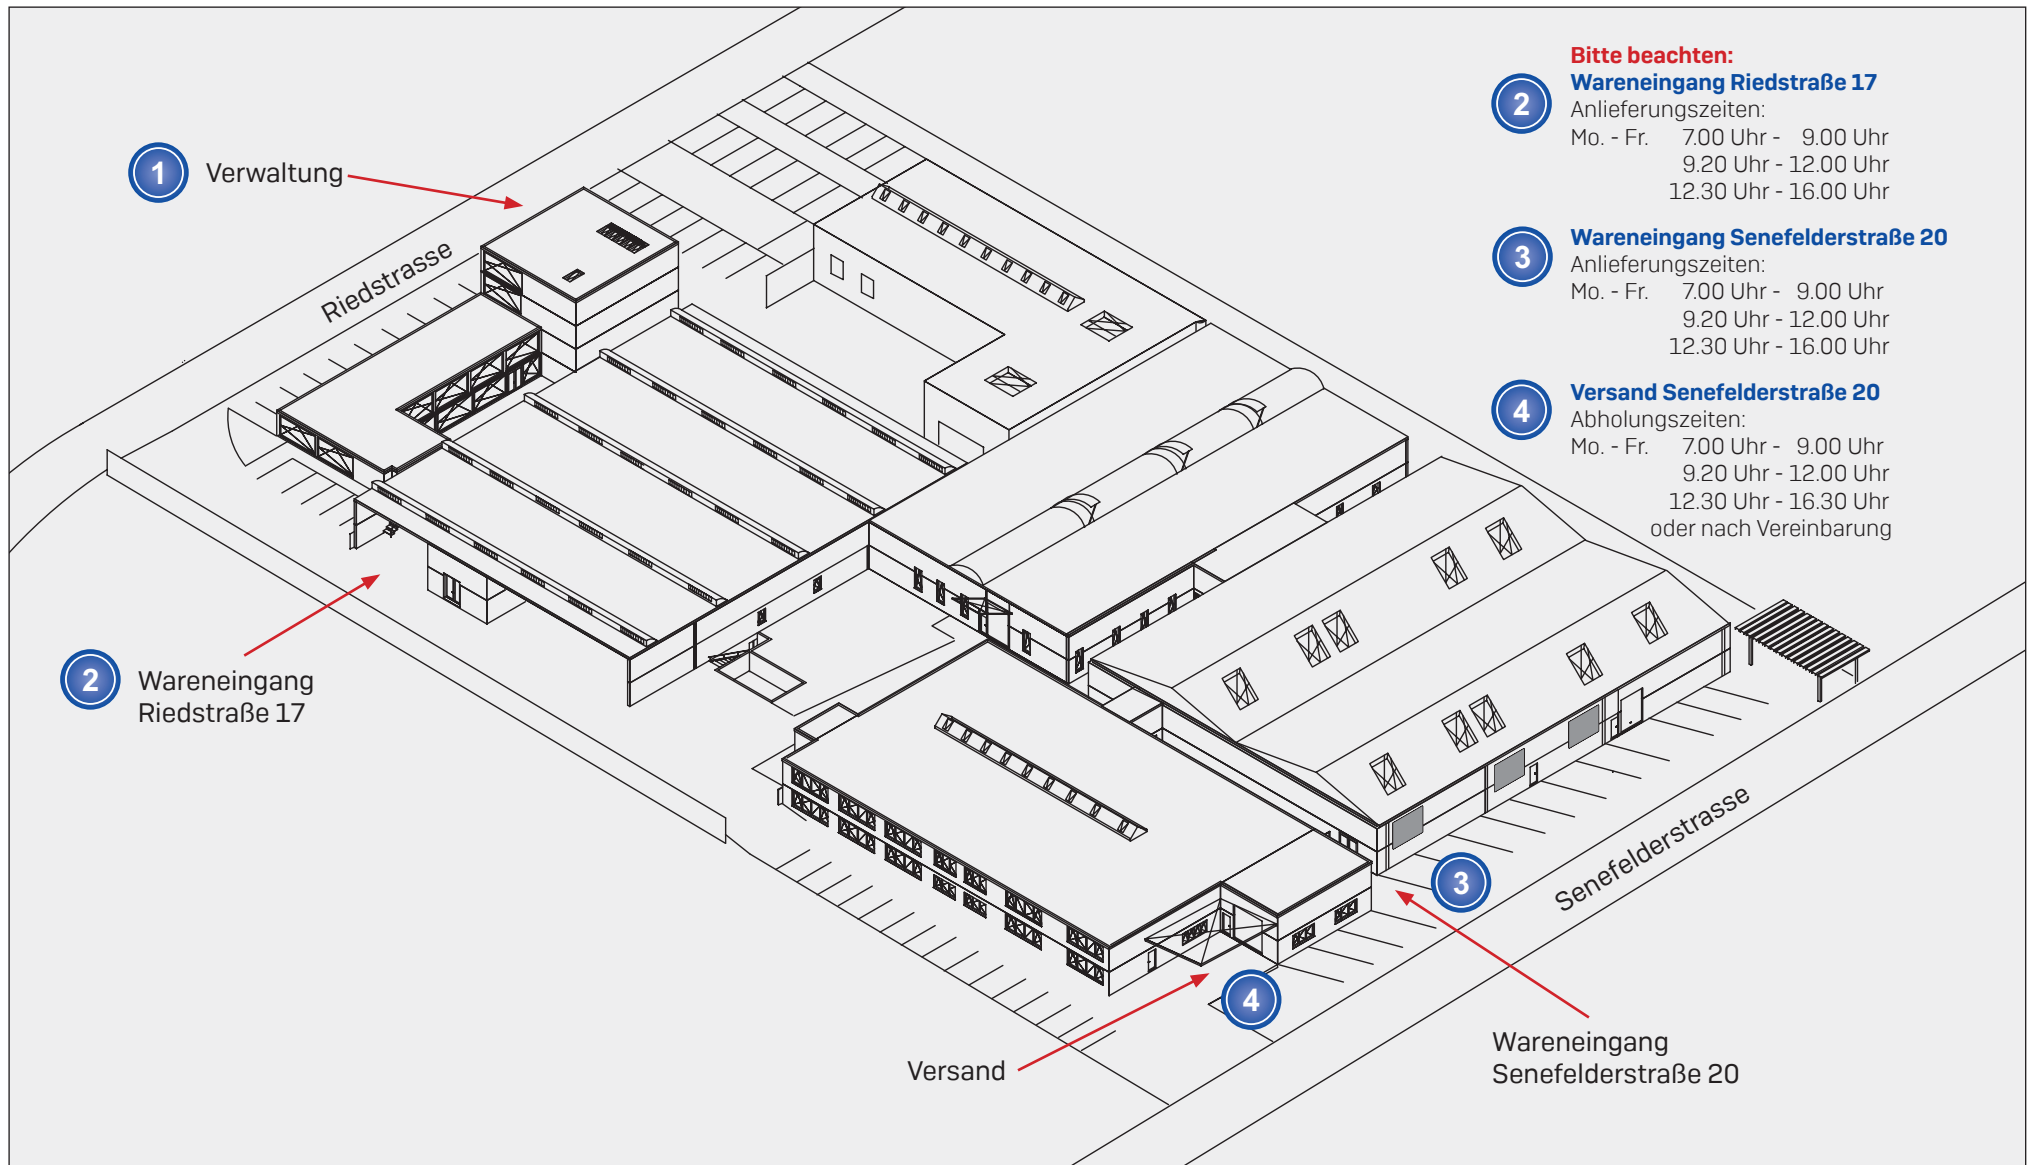 Bitte beachten:
2
Wareneingang Riedstraße 17
Anlieferungszeiten:
Mo. - Fr. 7.00 Uhr - 9.00 Uhr
9.20 Uhr - 12.00 Uhr
12.30 Uhr - 16.00 Uhr
3
Wareneingang Senefelderstraße 20
Anlieferungszeiten:
Mo. - Fr. 7.00 Uhr - 9.00 Uhr
9.20 Uhr - 12.00 Uhr
12.30 Uhr - 16.00 Uhr
4
Versand Senefelderstraße 20
Abholungszeiten:
Mo. - Fr. 7.00 Uhr - 9.00 Uhr
9.20 Uhr - 12.00 Uhr
12.30 Uhr - 16.30 Uhr
oder nach Vereinbarung
1 Verwaltung
Riedstrasse
2 Wareneingang
Riedstraße 17
Senefelderstrasse
3
4
Versand
Wareneingang
Senefelderstraße 20